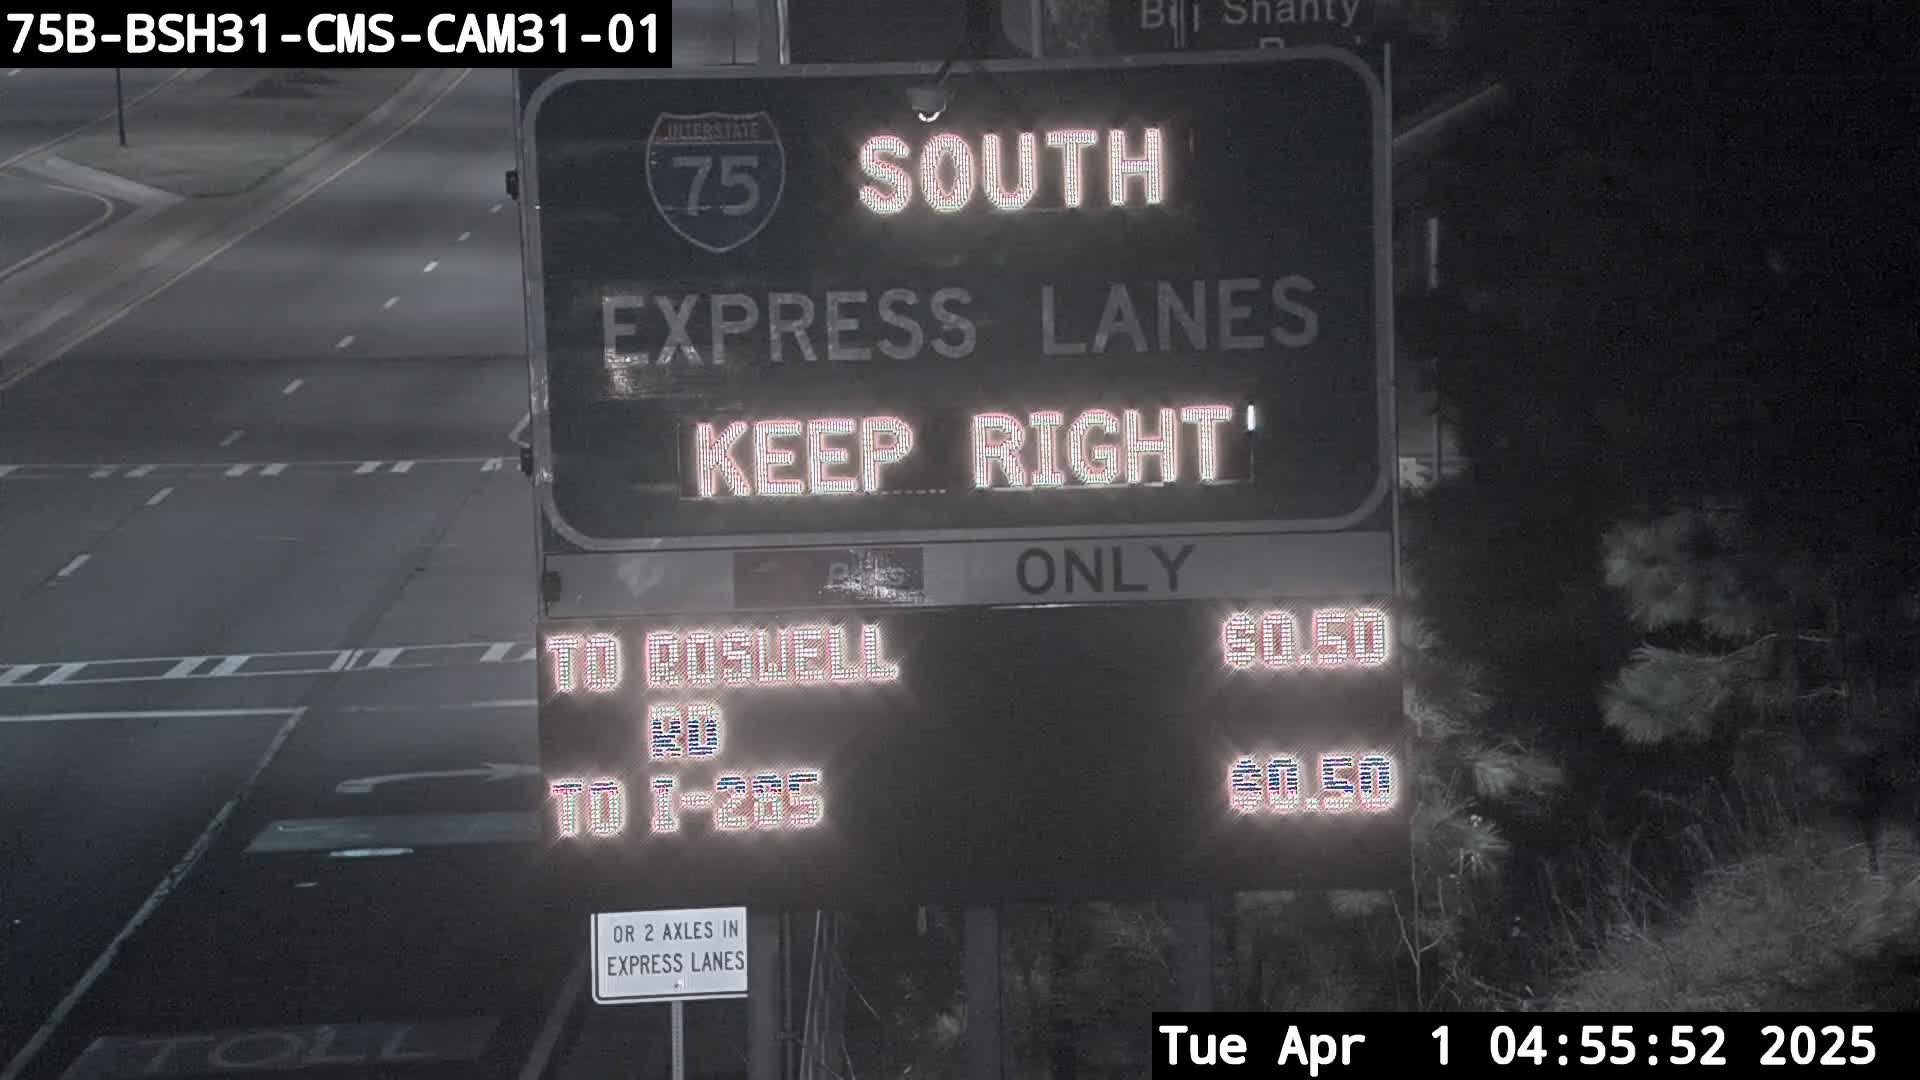 75B-BSH31-CMS-CAM31-01
Shanty
INTERSTATE
75
SOUTH
EXPRESS LANES
KEEP RIGHT
ONLY
TO ROSWELL $0.50
RD
TO I-285 $0.50
OR 2 AXLES IN
EXPRESS LANES
TOLL
Tue Apr 1 04:55:52 2025